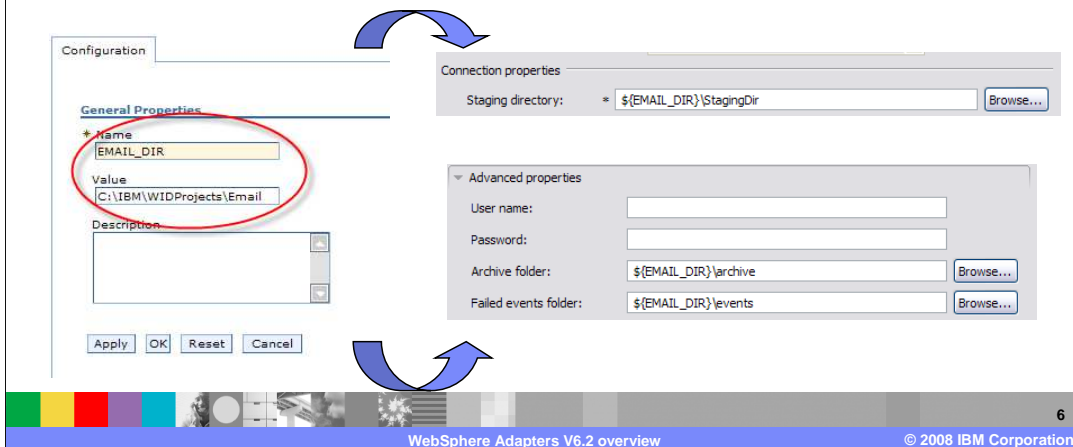 Configuration
General Properties
* Name
EMAIL_DIR
Value
C:\IBM\WIDProjects\Email
Description
Apply OK Reset Cancel
Connection properties
Staging directory: * ${EMAIL_DIR}\StagingDir Browse...
Advanced properties
User name:
Password:
Archive folder: ${EMAIL_DIR}\archive Browse...
Failed events folder: ${EMAIL_DIR}\events Browse...
6
WebSphere Adapters V6.2 overview © 2008 IBM Corporation